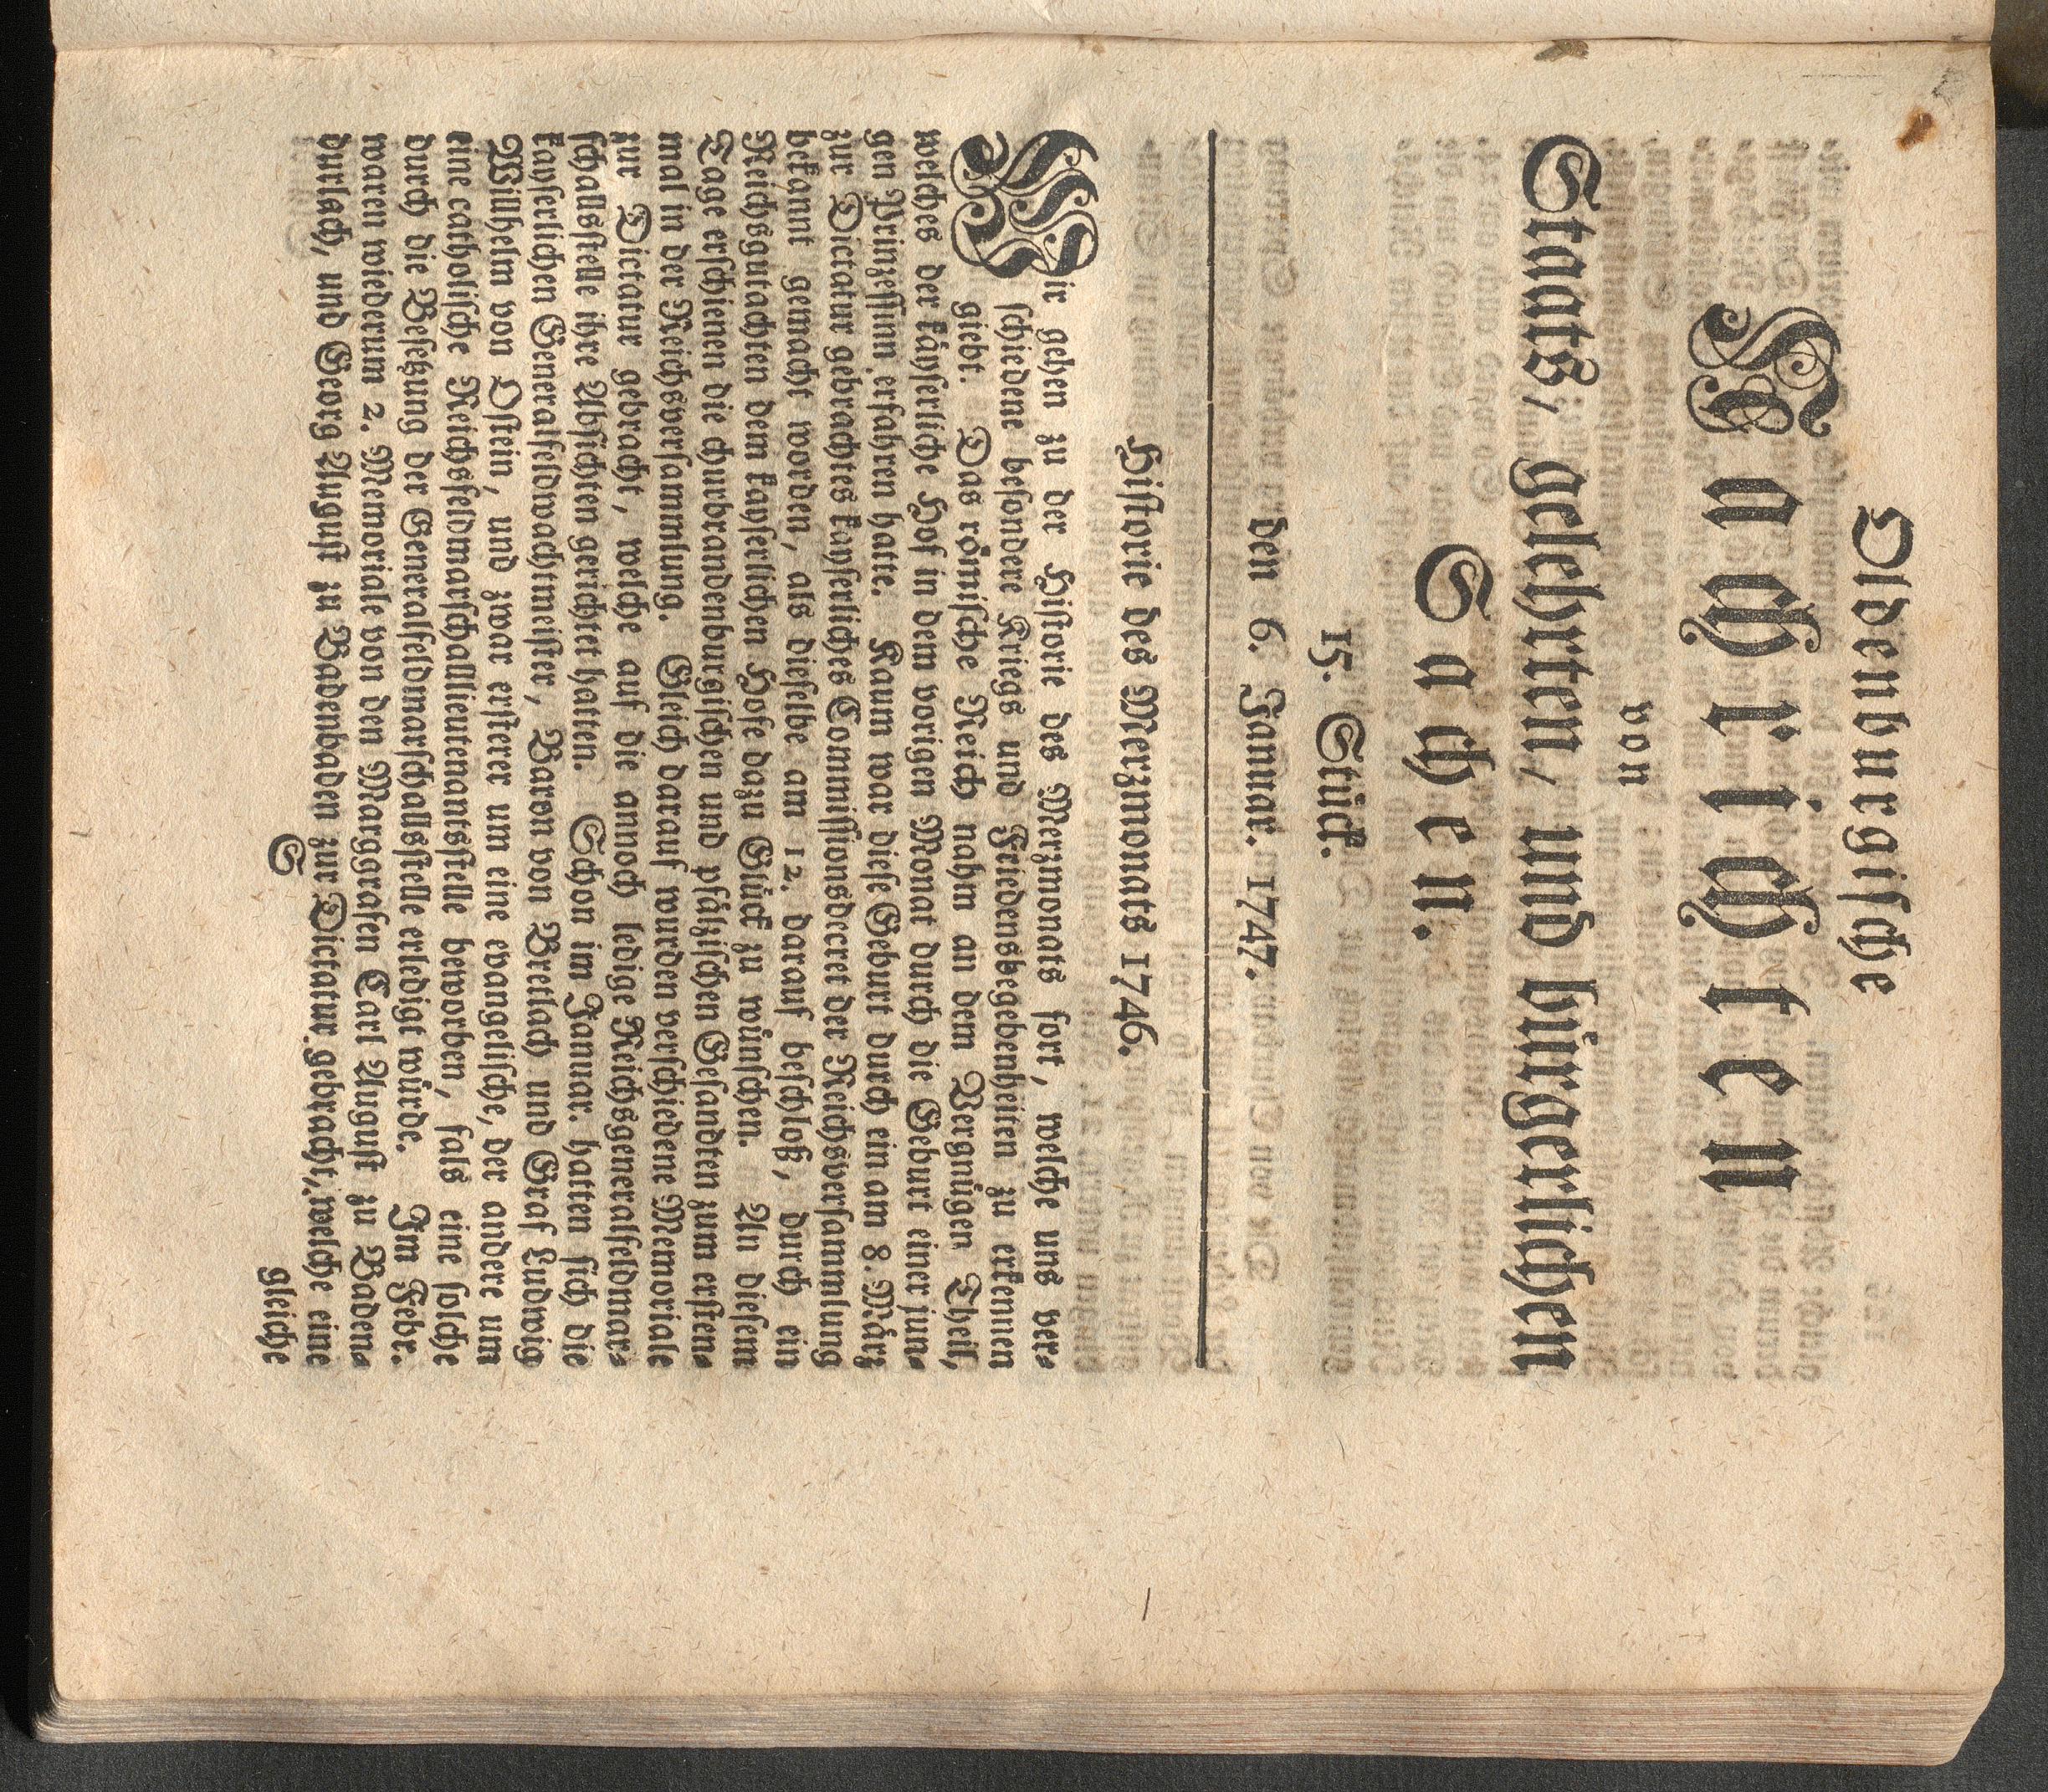 Oldenburgische
Nachrichten
von
Staats, gelehrten, und bürgerlichen
Sachen.
15. Stück.
den 6. Januar. 1747.
Historie des Merzmonats 1746.
Wir gehen zu der Historie des Merzmonats fort, welche uns ver-
schiedene besondere Kriegs und Friedensbegebenheiten zu erkennen
giebt. Das römische Reich nahm an dem Vergnügen Theil,
welches der käyserliche Hof in dem vorigen Monat durch die Geburt einer jun-
gen Prinzeßinn erfahren hatte. Kaum war diese Geburt durch ein am 8. März
zur Dictatur gebrachtes kayserliches Commißionsdecret der Reichsversammlung
bekannt gemacht worden, als dieselbe am 12. darauf beschloß, durch ein
Reichsgutachten dem kayserlichen Hofe dazu Glück zu wünschen. An diesem
Tage erschienen die churbrandenburgischen und pfälzischen Gesandten zum ersten-
mal in der Reichsversammlung. Gleich darauf wurden verschiedene Memoriale
zur Dictatur gebracht, welche auf die annoch ledige Reichsgeneralfeldmar-
schallsstelle ihre Absichten gerichtet hatten. Schon im Januar. hatten sich die
kayserlichen Generalfeldwachtmeister, Baron von Bretlach und Graf Ludwig
Willhelm von Ostein, und zwar ersterer um eine evangelische, der andere um
eine catholische Reichsfeldmarschalllieutenantsstelle beworben, fals eine solche
durch die Besetzung der Generalfeldmarschallsstelle erledigt würde. Im Febr.
waren wiederum 2. Memoriale von den Marggrafen Carl August zu Baden-
durlach, und Georg August zu Badenbaden zur Dictatur gebracht, welche eine
S gleiche